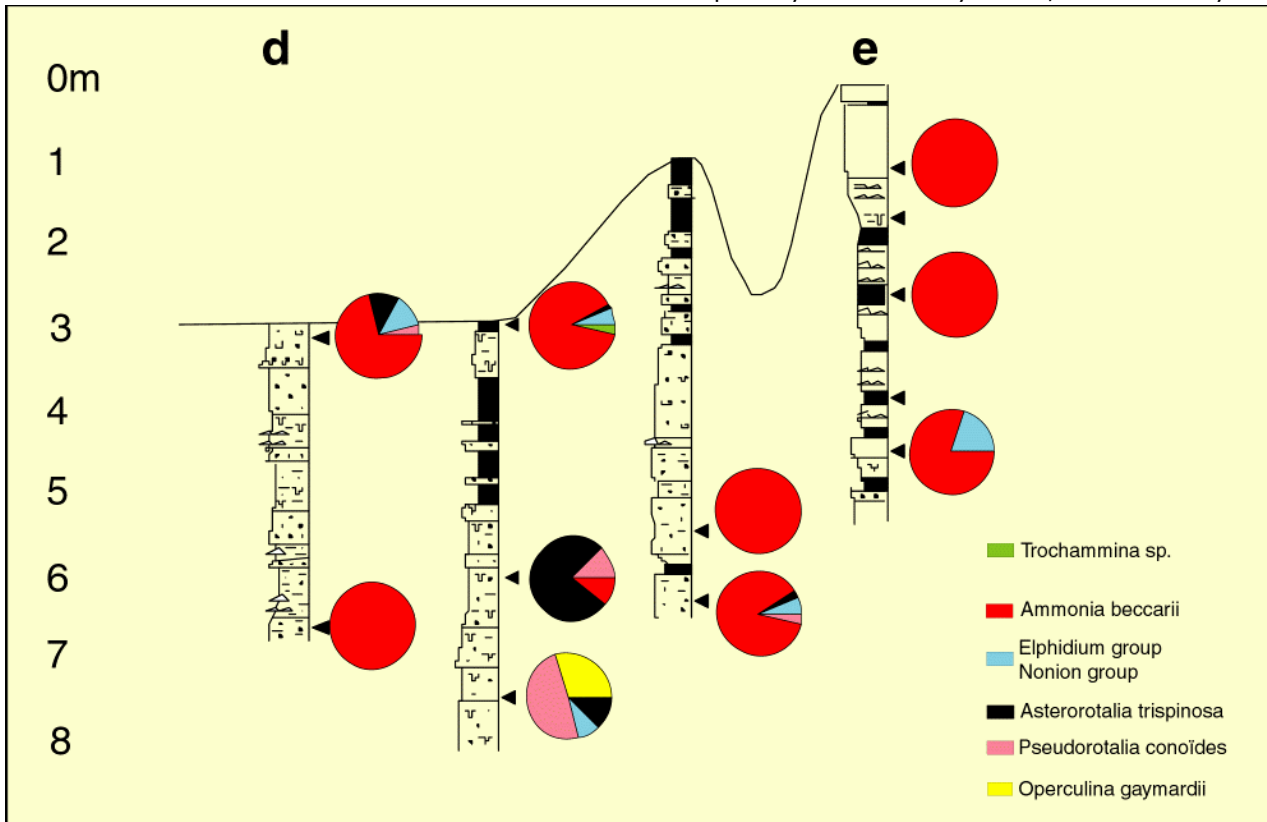 d
e
0m
1
2
3
4
5
6
7
8
Trochammina sp.
Ammonia beccarii
Elphidium group
Nonion group
Asterorotalia trispinosa
Pseudorotalia conoïdes
Operculina gaymardii